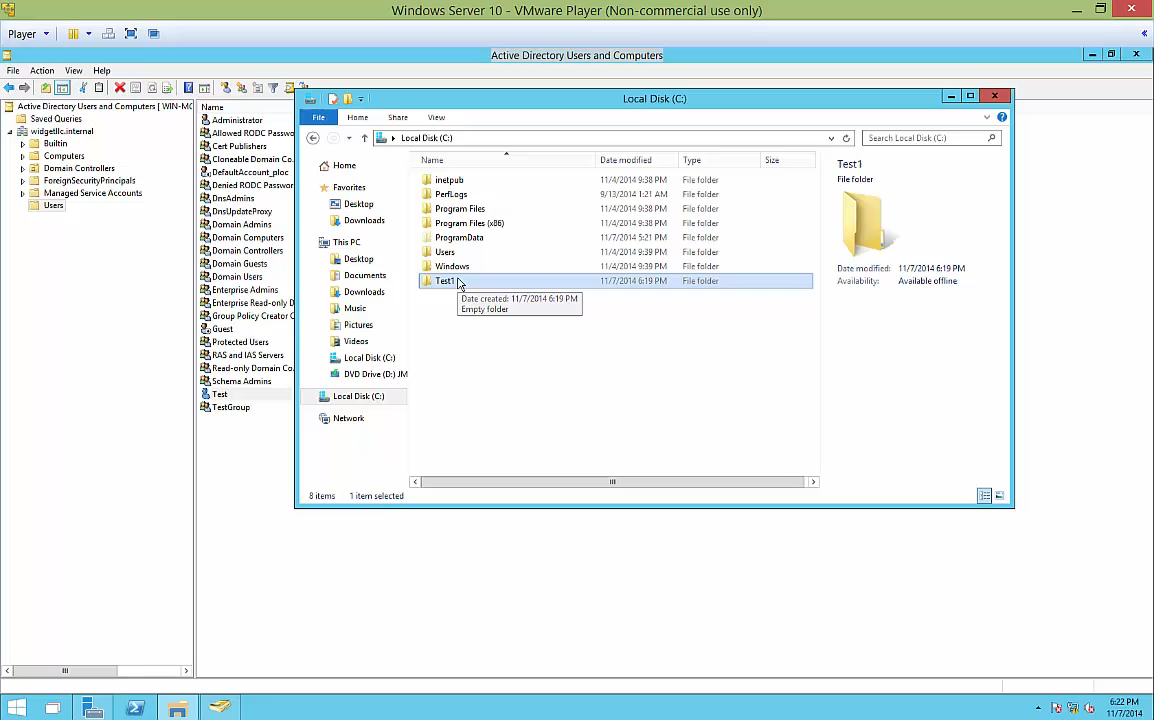 Windows Server 10 - VMware Player (Non-commercial use only)
Player
Active Directory Users and Computers
File Action View Help
Active Directory Users and Computers [ WIN-MC
Saved Queries
widgetllc.internal
Builtin
Computers
Domain Controllers
ForeignSecurityPrincipals
Managed Service Accounts
Users
Name
Administrator
Allowed RODC Passwo
Cert Publishers
Cloneable Domain Co
DefaultAccount_ploc
Denied RODC Passwor
DnsAdmins
DnsUpdateProxy
Domain Admins
Domain Computers
Domain Controllers
Domain Guests
Domain Users
Enterprise Admins
Enterprise Read-only D
Group Policy Creator C
Guest
Protected Users
RAS and IAS Servers
Read-only Domain Co
Schema Admins
Test
TestGroup
Local Disk (C:)
File Home Share View
Local Disk (C:)
Search Local Disk (C:)
Home
Favorites
Desktop
Downloads
This PC
Desktop
Documents
Downloads
Music
Pictures
Videos
Local Disk (C:)
DVD Drive (D:) JM
Local Disk (C:)
Network
Name Date modified Type Size
inetpub 11/4/2014 9:38 PM File folder
PerfLogs 9/13/2014 1:21 AM File folder
Program Files 11/4/2014 9:38 PM File folder
Program Files (x86) 11/4/2014 9:38 PM File folder
ProgramData 11/7/2014 5:21 PM File folder
Users 11/4/2014 9:39 PM File folder
Windows 11/4/2014 9:39 PM File folder
Test1 11/7/2014 6:19 PM File folder
Date created: 11/7/2014 6:19 PM
Empty folder
Test1
File folder
Date modified: 11/7/2014 6:19 PM
Availability: Available offline
8 items 1 item selected
6:22 PM
11/7/2014